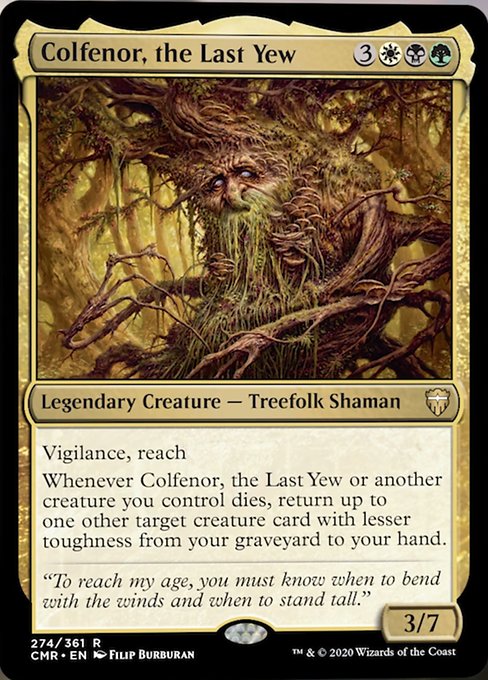 Colfenor, the Last Yew 3
Legendary Creature — Treefolk Shaman
Vigilance, reach
Whenever Colfenor, the Last Yew or another
creature you control dies, return up to
one other target creature card with lesser
toughness from your graveyard to your hand.
“To reach my age, you must know when to bend
with the winds and when to stand tall.”
3/7
274/361 R
CMR • EN Filip Burburan
™ & © 2020 Wizards of the Coast